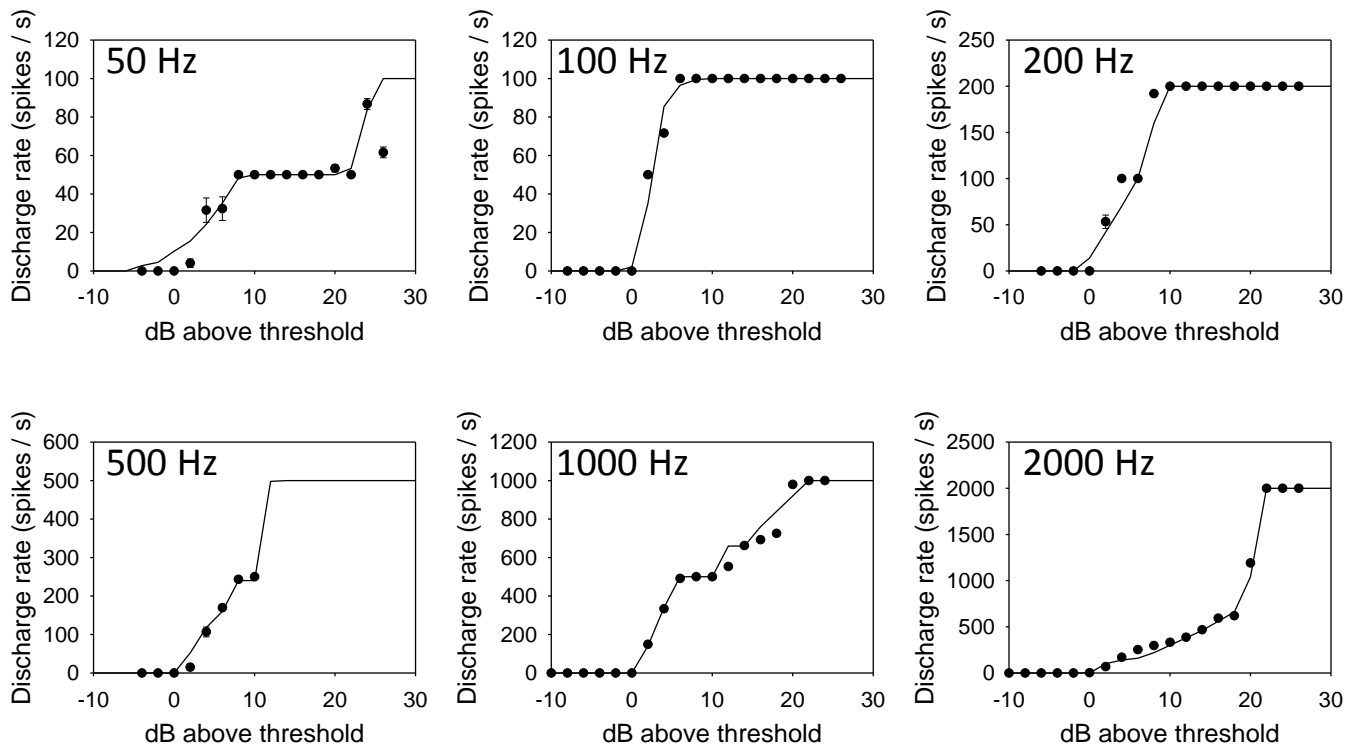 50 Hz
Discharge rate (spikes / s)
120
100
80
60
40
20
0
-10 0 10 20 30
dB above threshold
100 Hz
Discharge rate (spikes / s)
120
100
80
60
40
20
0
-10 0 10 20 30
dB above threshold
200 Hz
Discharge rate (spikes / s)
250
200
150
100
50
0
-10 0 10 20 30
dB above threshold
500 Hz
Discharge rate (spikes / s)
600
500
400
300
200
100
0
-10 0 10 20 30
dB above threshold
1000 Hz
Discharge rate (spikes / s)
1200
1000
800
600
400
200
0
-10 0 10 20 30
dB above threshold
2000 Hz
Discharge rate (spikes / s)
2500
2000
1500
1000
500
0
-10 0 10 20 30
dB above threshold